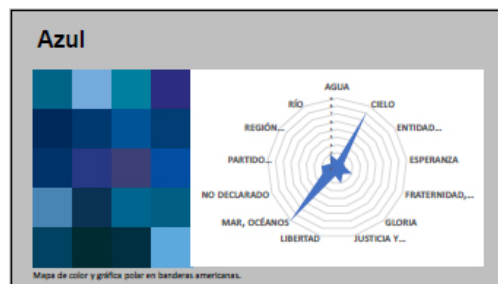 Azul
AGUA
CIELO
ENTIDAD...
ESPERANZA
FRATERNIDAD,...
GLORIA
JUSTICIA Y...
LIBERTAD
MAR, OCÉANOS
NO DECLARADO
PARTIDO...
REGIÓN...
RÍO
Mapa de color y gráfica polar en banderas americanas.